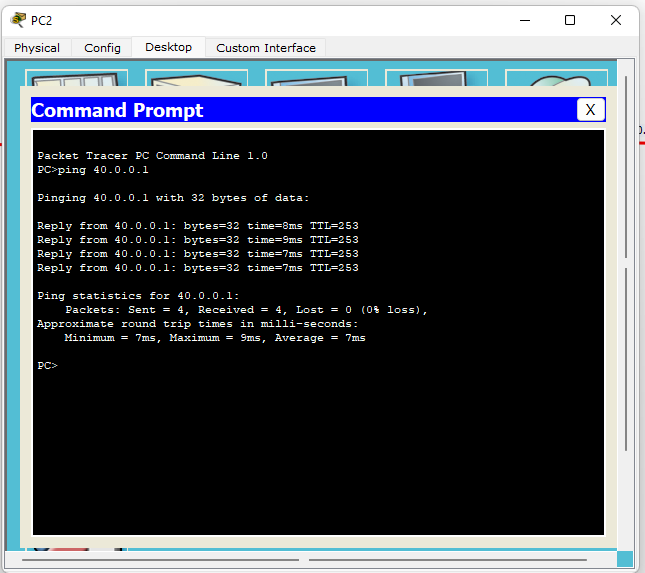 PC2
Physical Config Desktop Custom Interface
Command Prompt X
Packet Tracer PC Command Line 1.0
PC>ping 40.0.0.1
Pinging 40.0.0.1 with 32 bytes of data:
Reply from 40.0.0.1: bytes=32 time=8ms TTL=253
Reply from 40.0.0.1: bytes=32 time=9ms TTL=253
Reply from 40.0.0.1: bytes=32 time=7ms TTL=253
Reply from 40.0.0.1: bytes=32 time=7ms TTL=253
Ping statistics for 40.0.0.1:
Packets: Sent = 4, Received = 4, Lost = 0 (0% loss),
Approximate round trip times in milli-seconds:
Minimum = 7ms, Maximum = 9ms, Average = 7ms
PC>